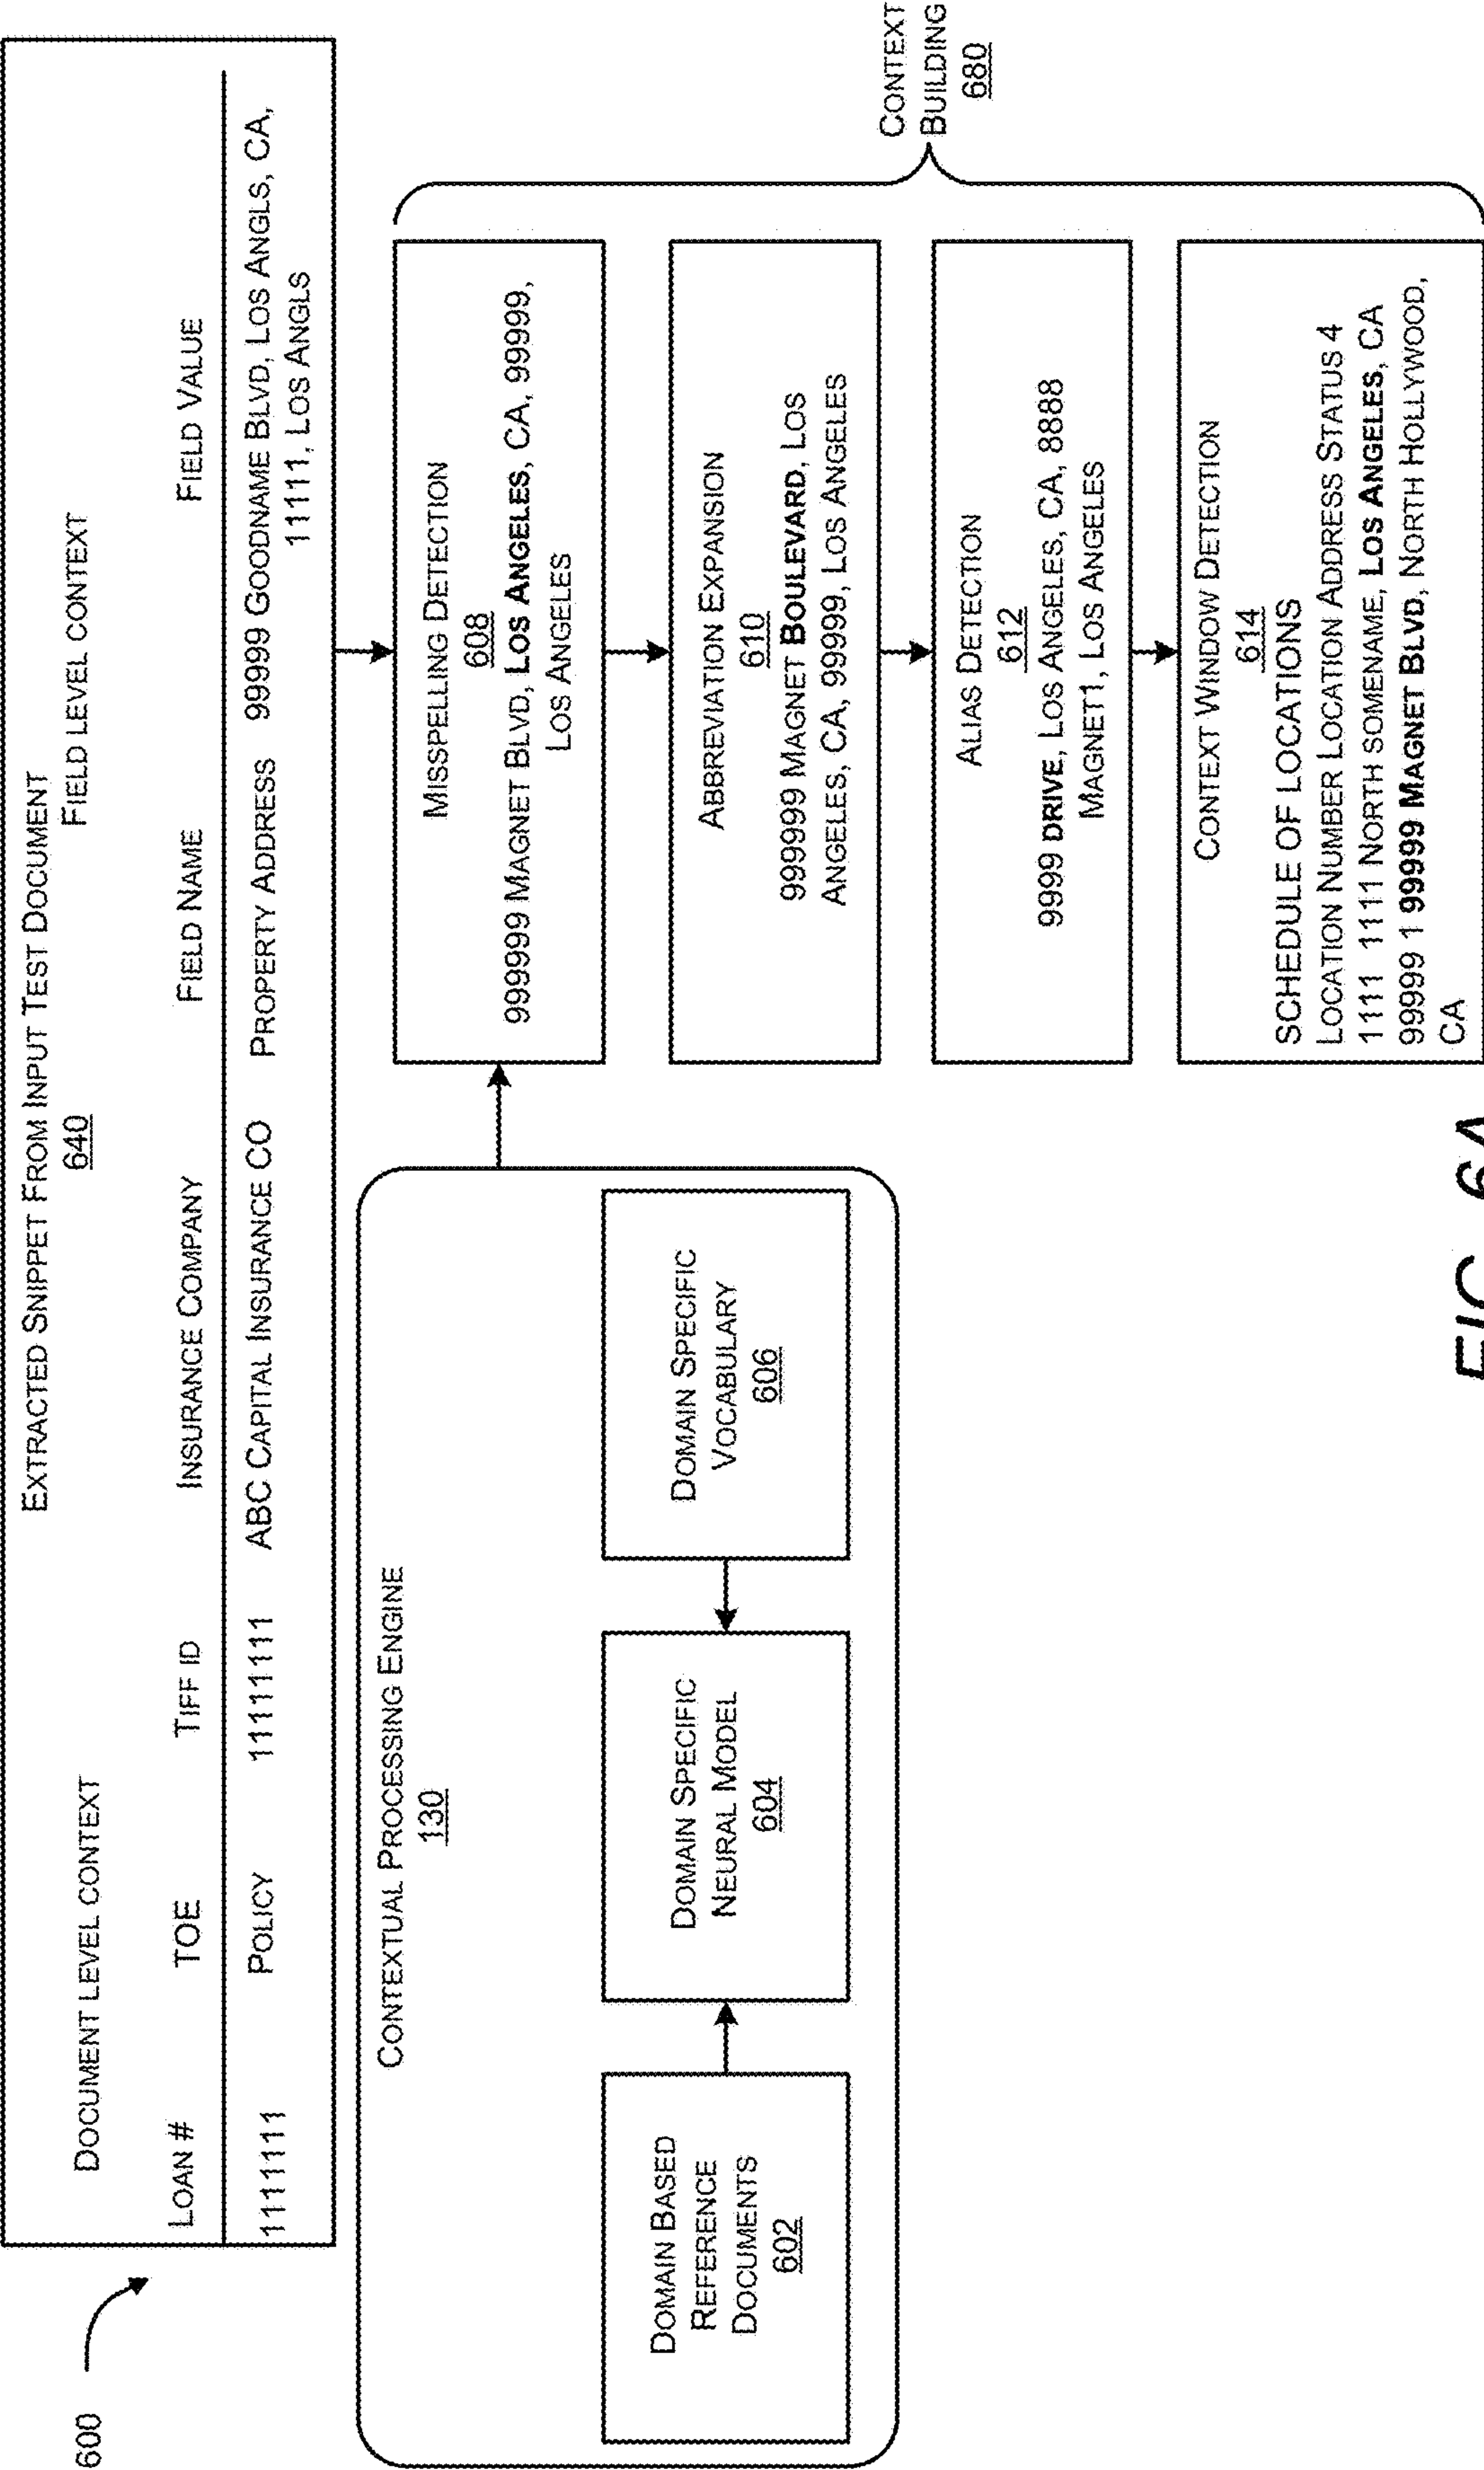 600
EXTRACTED SNIPPET FROM INPUT TEST DOCUMENT
640
DOCUMENT LEVEL CONTEXT
FIELD LEVEL CONTEXT
LOAN # TOE TIFF ID INSURANCE COMPANY FIELD NAME FIELD VALUE
1111111 POLICY 1111111 ABC CAPITAL INSURANCE CO PROPERTY ADDRESS 99999 GOODNAME BLVD, LOS ANGLS, CA,
11111, LOS ANGLS
CONTEXTUAL PROCESSING ENGINE
130
DOMAIN BASED
REFERENCE
DOCUMENTS
602
DOMAIN SPECIFIC
NEURAL MODEL
604
DOMAIN SPECIFIC
VOCABULARY
606
MISSPELLING DETECTION
608
999999 MAGNET BLVD, LOS ANGELES, CA, 99999,
LOS ANGELES
ABBREVIATION EXPANSION
610
999999 MAGNET BOULEVARD, LOS
ANGELES, CA, 99999, LOS ANGELES
ALIAS DETECTION
612
9999 DRIVE, LOS ANGELES, CA, 8888
MAGNET1, LOS ANGELES
CONTEXT WINDOW DETECTION
614
SCHEDULE OF LOCATIONS
LOCATION NUMBER LOCATION ADDRESS STATUS 4
1111 1111 NORTH SOMENAME, LOS ANGELES, CA
99999 1 99999 MAGNET BLVD, NORTH HOLLYWOOD,
CA
CONTEXT
BUILDING
680
FIG. 6A